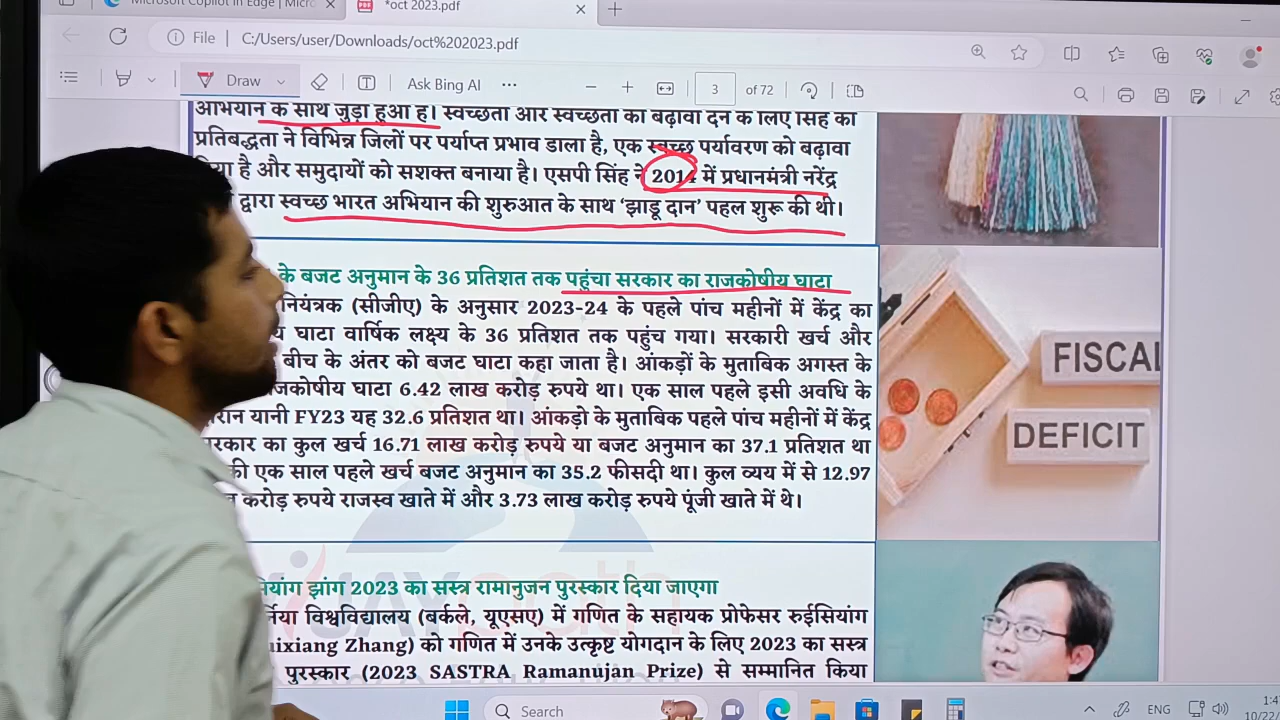 Microsoft Copilot in Edge | Micr
*oct 2023.pdf
File | C:/Users/user/Downloads/oct%202023.pdf
Draw
Ask Bing AI
3 of 72
अभियान के साथ जुड़ा हुआ है। स्वच्छता और स्वच्छता को बढ़ावा देने के लिए सिंह की
प्रतिबद्धता ने विभिन्न जिलों पर पर्याप्त प्रभाव डाला है, एक स्वच्छ पर्यावरण को बढ़ावा
है और समुदायों को सशक्त बनाया है। एसपी सिंह ने 2014 में प्रधानमंत्री नरेंद्र
द्वारा स्वच्छ भारत अभियान की शुरुआत के साथ ‘झाडू दान’ पहल शुरू की थी।
के बजट अनुमान के 36 प्रतिशत तक पहुंचा सरकार का राजकोषीय घाटा
नियंत्रक (सीजीए) के अनुसार 2023-24 के पहले पांच महीनों में केंद्र का
घाटा वार्षिक लक्ष्य के 36 प्रतिशत तक पहुंच गया। सरकारी खर्च और
बीच के अंतर को बजट घाटा कहा जाता है। आंकड़ों के मुताबिक अगस्त के
घाटा 6.42 लाख करोड़ रुपये था। एक साल पहले इसी अवधि के
यानी FY23 यह 32.6 प्रतिशत था। आंकड़ो के मुताबिक पहले पांच महीनों में केंद्र
का कुल खर्च 16.71 लाख करोड़ रुपये या बजट अनुमान का 37.1 प्रतिशत था
एक साल पहले खर्च बजट अनुमान का 35.2 फीसदी था। कुल व्यय में से 12.97
करोड़ रुपये राजस्व खाते में और 3.73 लाख करोड़ रुपये पूंजी खाते में थे।
FISCAL
DEFICIT
झांग 2023 का सस्त्र रामानुजन पुरस्कार दिया जाएगा
विश्वविद्यालय (बर्कले, यूएसए) में गणित के सहायक प्रोफेसर रुईसियांग
Zhang) को गणित में उनके उत्कृष्ट योगदान के लिए 2023 का सस्त्र
पुरस्कार (2023 SASTRA Ramanujan Prize) से सम्मानित किया
Search
ENG